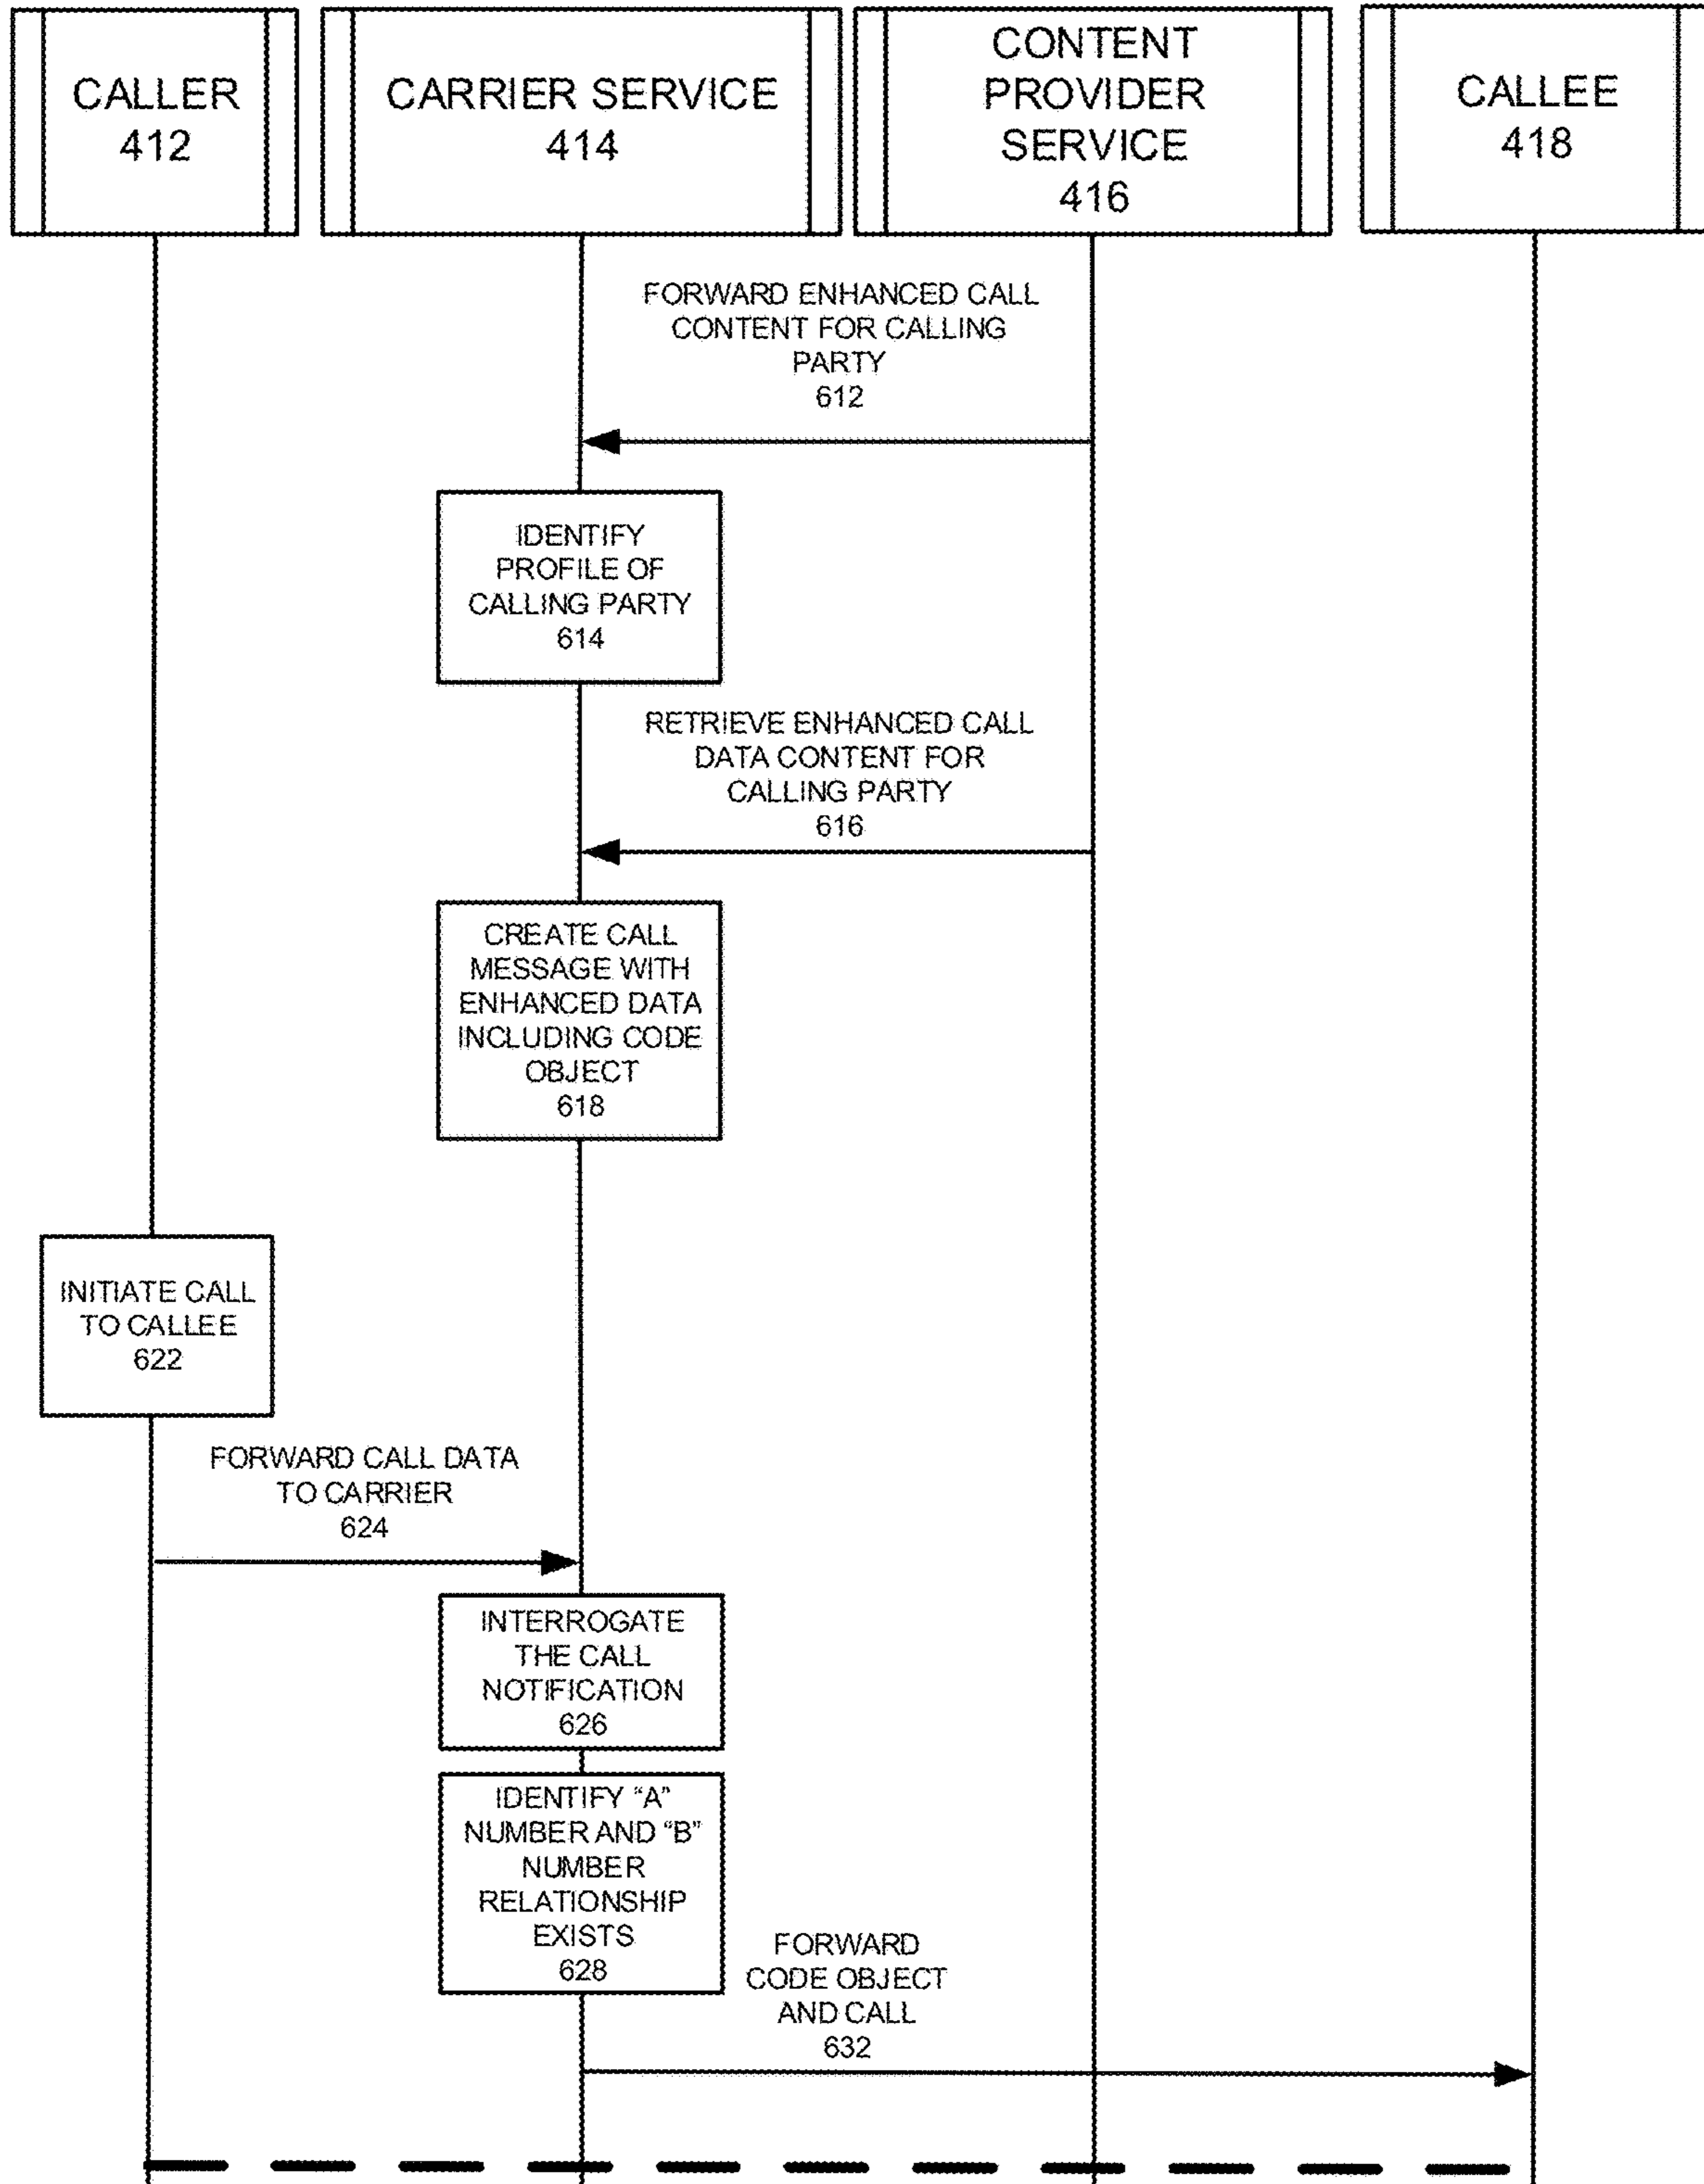 CALLER
412
CARRIER SERVICE
414
CONTENT
PROVIDER
SERVICE
416
CALLEE
418
FORWARD ENHANCED CALL
CONTENT FOR CALLING
PARTY
612
IDENTIFY
PROFILE OF
CALLING PARTY
614
RETRIEVE ENHANCED CALL
DATA CONTENT FOR
CALLING PARTY
616
CREATE CALL
MESSAGE WITH
ENHANCED DATA
INCLUDING CODE
OBJECT
618
INITIATE CALL
TO CALLEE
622
FORWARD CALL DATA
TO CARRIER
624
INTERROGATE
THE CALL
NOTIFICATION
626
IDENTIFY “A”
NUMBER AND “B”
NUMBER
RELATIONSHIP
EXISTS
628
FORWARD
CODE OBJECT
AND CALL
632